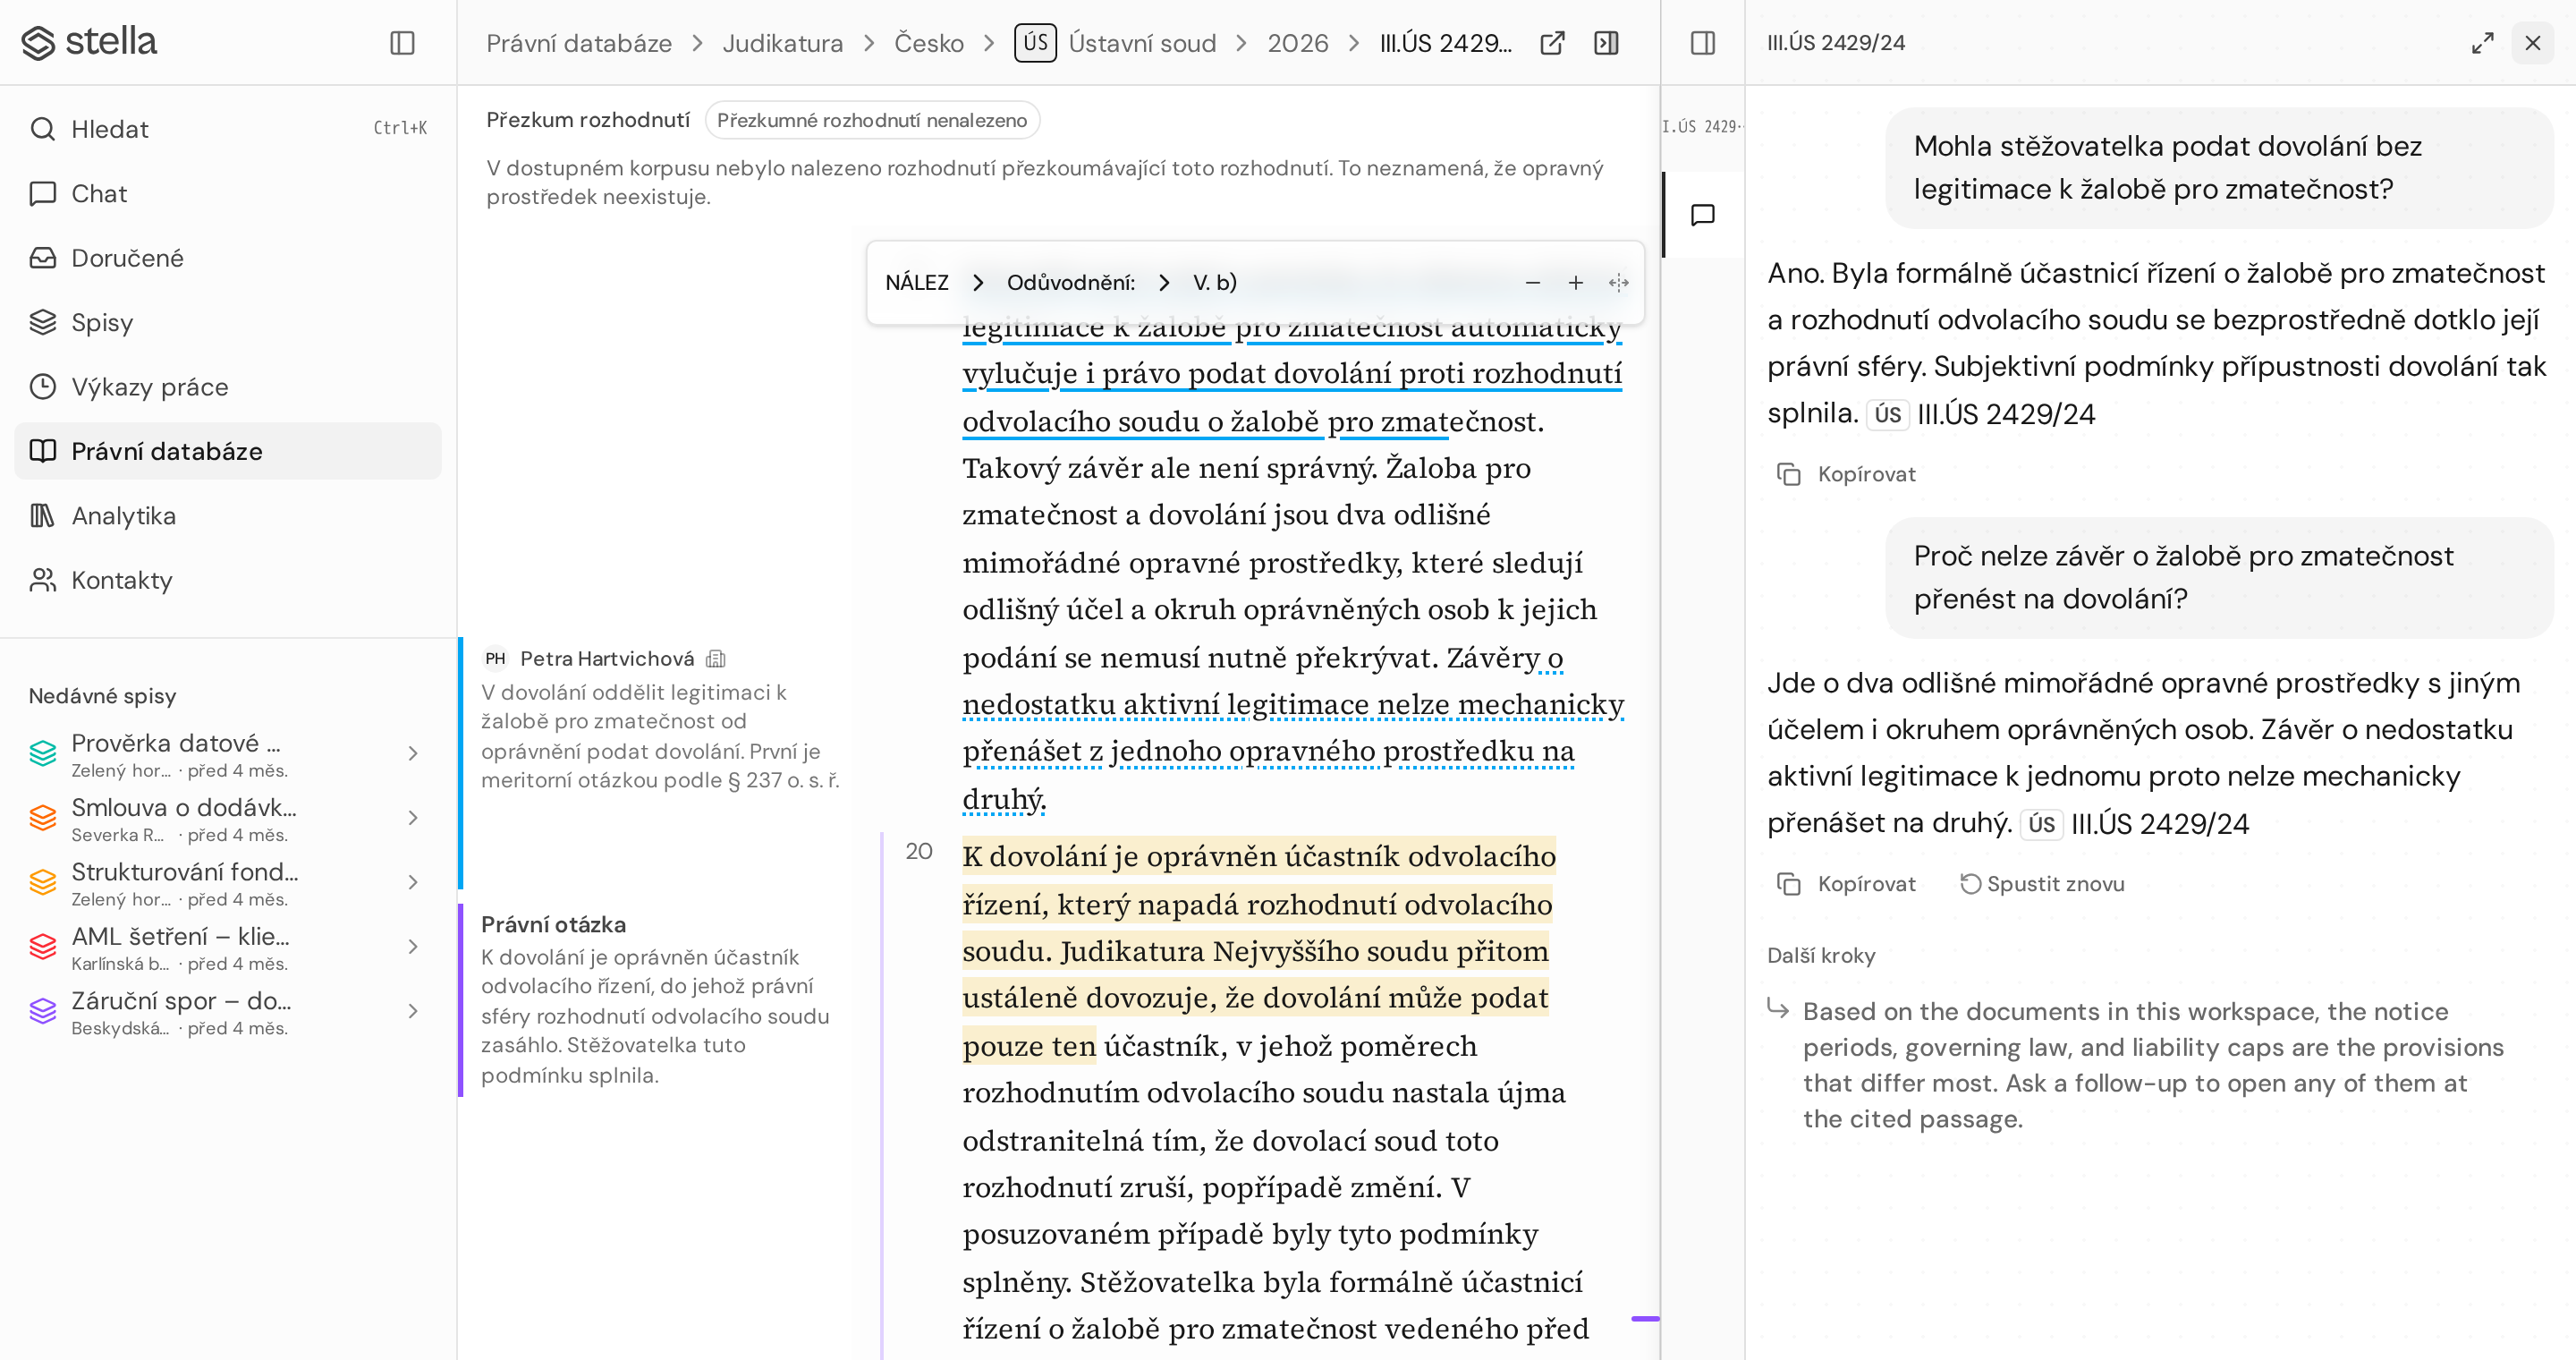 stella
Hledat
Ctrl+K
Chat
Doručené
Spisy
Výkazy práce
Právní databáze
Analytika
Kontakty
Nedávné spisy
Prověrka datové ...
Zelený hor... · před 4 měs.
Smlouva o dodávk...
Severka R... · před 4 měs.
Strukturování fond...
Zelený hor... · před 4 měs.
AML šetření – klie...
Karlínská b... · před 4 měs.
Záruční spor – do...
Beskydská... · před 4 měs.
Právní databáze > Judikatura > Česko > ÚS Ústavní soud > 2026 > III.ÚS 2429...
Přezkum rozhodnutí
Přezkumné rozhodnutí nenalezeno
V dostupném korpusu nebylo nalezeno rozhodnutí přezkoumávající toto rozhodnutí. To neznamená, že opravný
prostředek neexistuje.
NÁLEZ > Odůvodnění: > V. b)
legitimace k žalobě pro zmatečnost automaticky
vylučuje i právo podat dovolání proti rozhodnutí
odvolacího soudu o žalobě pro zmatečnost.
Takový závěr ale není správný. Žaloba pro
zmatečnost a dovolání jsou dva odlišné
mimořádné opravné prostředky, které sledují
odlišný účel a okruh oprávněných osob k jejich
podání se nemusí nutně překrývat. Závěry o
nedostatku aktivní legitimace nelze mechanicky
přenášet z jednoho opravného prostředku na
druhý.
PH Petra Hartvichová
V dovolání oddělit legitimaci k
žalobě pro zmatečnost od
oprávnění podat dovolání. První je
meritorní otázkou podle § 237 o. s. ř.
Právní otázka
K dovolání je oprávněn účastník
odvolacího řízení, do jehož právní
sféry rozhodnutí odvolacího soudu
zasáhlo. Stěžovatelka tuto
podmínku splnila.
20
K dovolání je oprávněn účastník odvolacího
řízení, který napadá rozhodnutí odvolacího
soudu. Judikatura Nejvyššího soudu přitom
ustáleně dovozuje, že dovolání může podat
pouze ten účastník, v jehož poměrech
rozhodnutím odvolacího soudu nastala újma
odstranitelná tím, že dovolací soud toto
rozhodnutí zruší, popřípadě změní. V
posuzovaném případě byly tyto podmínky
splněny. Stěžovatelka byla formálně účastnicí
řízení o žalobě pro zmatečnost vedeného před
I.ÚS 2429
III.ÚS 2429/24
Mohla stěžovatelka podat dovolání bez
legitimace k žalobě pro zmatečnost?
Ano. Byla formálně účastnicí řízení o žalobě pro zmatečnost
a rozhodnutí odvolacího soudu se bezprostředně dotklo její
právní sféry. Subjektivní podmínky přípustnosti dovolání tak
splnila. ÚS III.ÚS 2429/24
Kopírovat
Proč nelze závěr o žalobě pro zmatečnost
přenést na dovolání?
Jde o dva odlišné mimořádné opravné prostředky s jiným
účelem i okruhem oprávněných osob. Závěr o nedostatku
aktivní legitimace k jednomu proto nelze mechanicky
přenášet na druhý. ÚS III.ÚS 2429/24
Kopírovat
Spustit znovu
Další kroky
Based on the documents in this workspace, the notice
periods, governing law, and liability caps are the provisions
that differ most. Ask a follow-up to open any of them at
the cited passage.